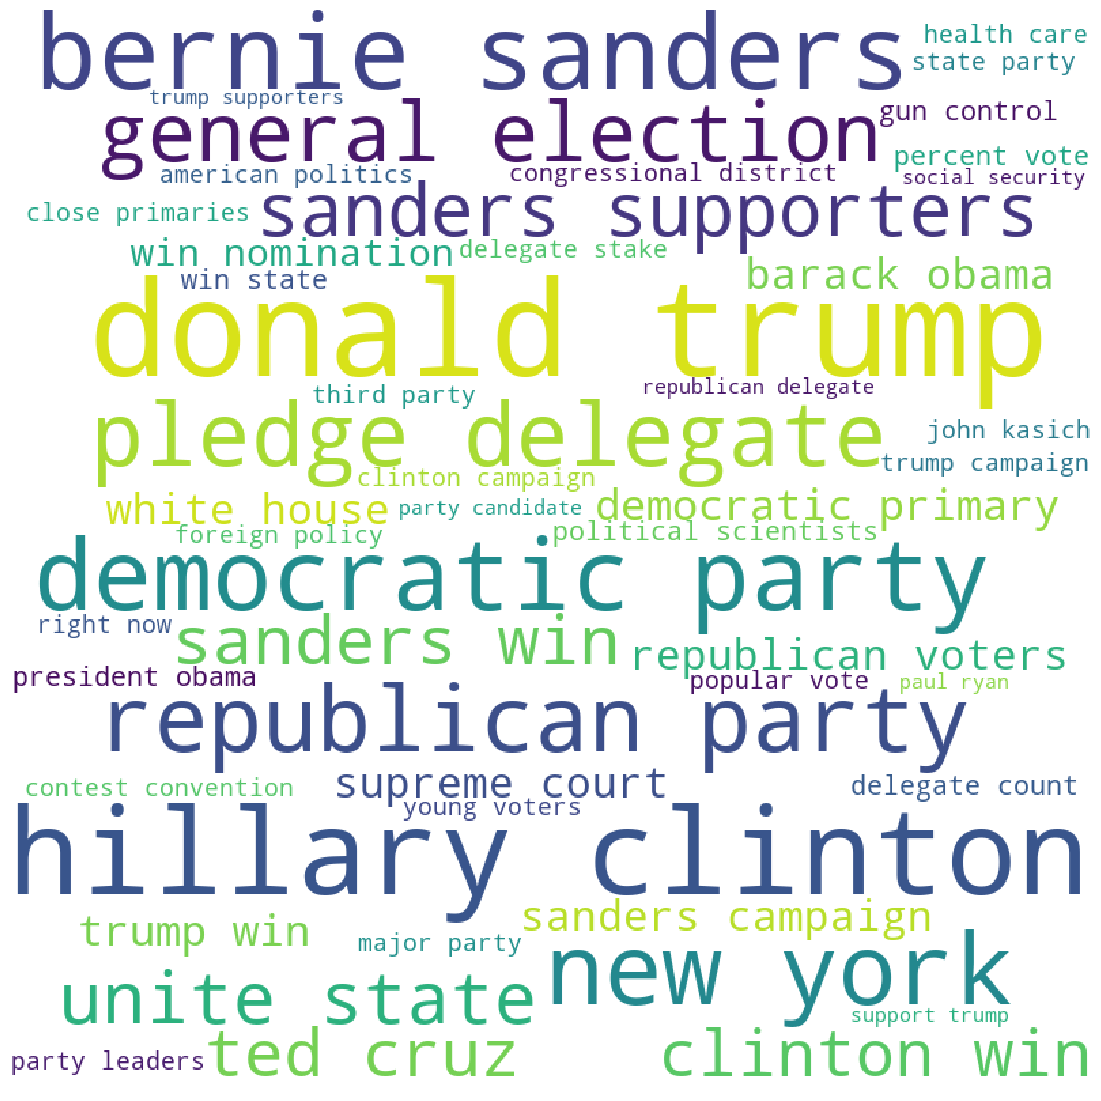 bernie sanders
health care
state party
trump supporters
general election
gun control
percent vote
american politics
congressional district
social security
close primaries
sanders supporters
win nomination
delegate stake
win state
barack obama
donald trump
third party
republican delegate
pledge delegate
john kasich
trump campaign
clinton campaign
white house
party candidate
democratic primary
foreign policy
political scientists
democratic party
right now
sanders win
republican voters
president obama
popular vote
paul ryan
republican party
contest convention
supreme court
delegate count
young voters
hillary clinton
trump win
major party
sanders campaign
new york
unite state
support trump
party leaders
ted cruz
clinton win